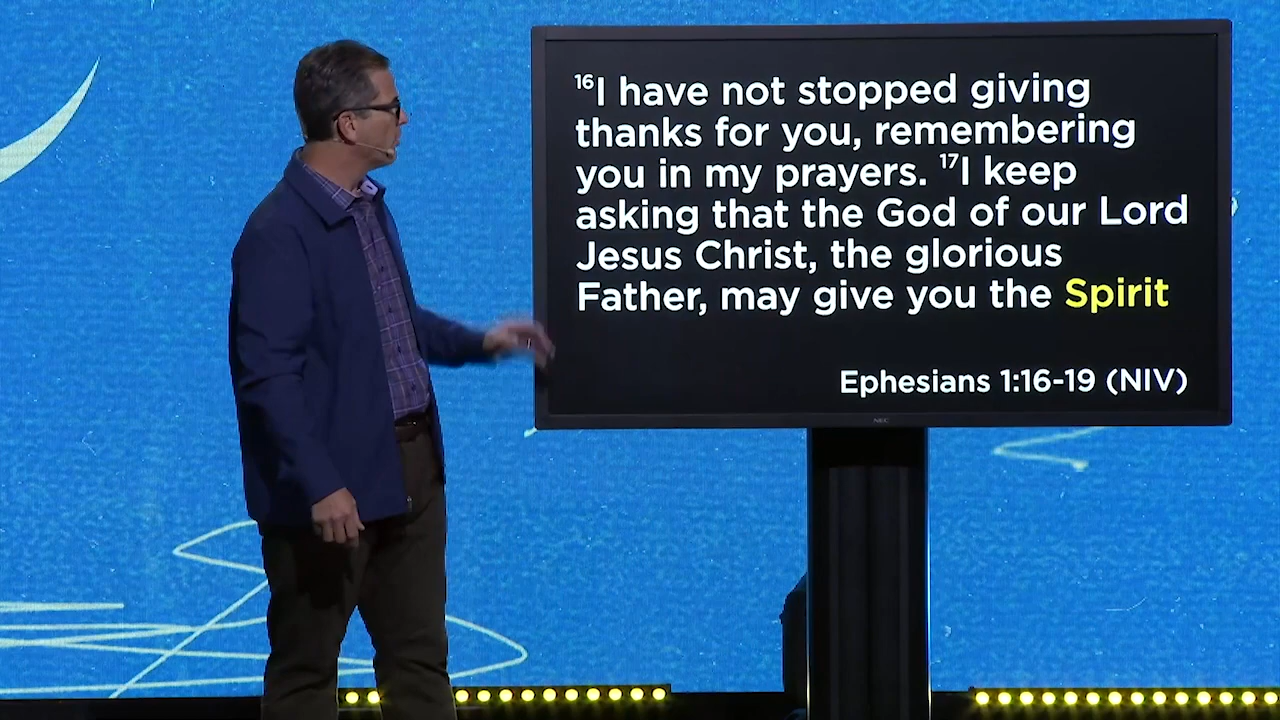 ¹⁶I have not stopped giving
thanks for you, remembering
you in my prayers. ¹⁷I keep
asking that the God of our Lord
Jesus Christ, the glorious
Father, may give you the Spirit
Ephesians 1:16-19 (NIV)
NEC